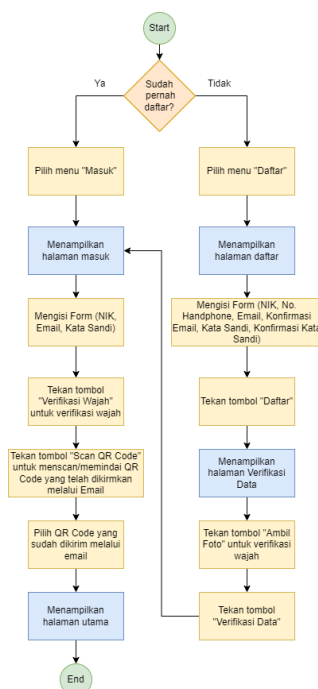 Start
Sudah
pernah
daftar?
Ya
Tidak
Pilih menu "Masuk"
Menampilkan
halaman masuk
Mengisi Form (NIK,
Email, Kata Sandi)
Tekan tombol
"Verifikasi Wajah"
untuk verifikasi wajah
Tekan tombol "Scan QR Code"
untuk menscan/memindai QR
Code yang telah dikirmkan
melalui Email
Pilih QR Code yang
sudah dikirim melalui
email
Menampilkan
halaman utama
End
Pilih menu "Daftar"
Menampilkan
halaman daftar
Mengisi Form (NIK, No.
Handphone, Email, Konfirmasi
Email, Kata Sandi, Konfirmasi Kata
Sandi)
Tekan tombol "Daftar"
Menampilkan
halaman Verifikasi
Data
Tekan tombol "Ambil
Foto" untuk verifikasi
wajah
Tekan tombol
"Verifikasi Data"